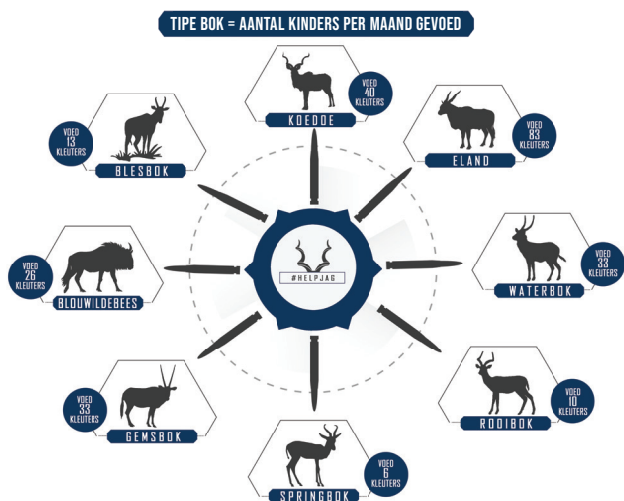 TIPE BOK = AANTAL KINDERS PER MAAND GEVOED
VOED
40
KLEUTERS
KOEDOE
VOED
83
KLEUTERS
ELAND
VOED
33
KLEUTERS
WATERBOK
VOED
10
KLEUTERS
ROOIBOK
VOED
6
KLEUTERS
SPRINGBOK
VOED
33
KLEUTERS
GEMSBOK
VOED
26
KLEUTERS
BLOUWILDEBEES
VOED
13
KLEUTERS
BLESBOK
#HELPJAG